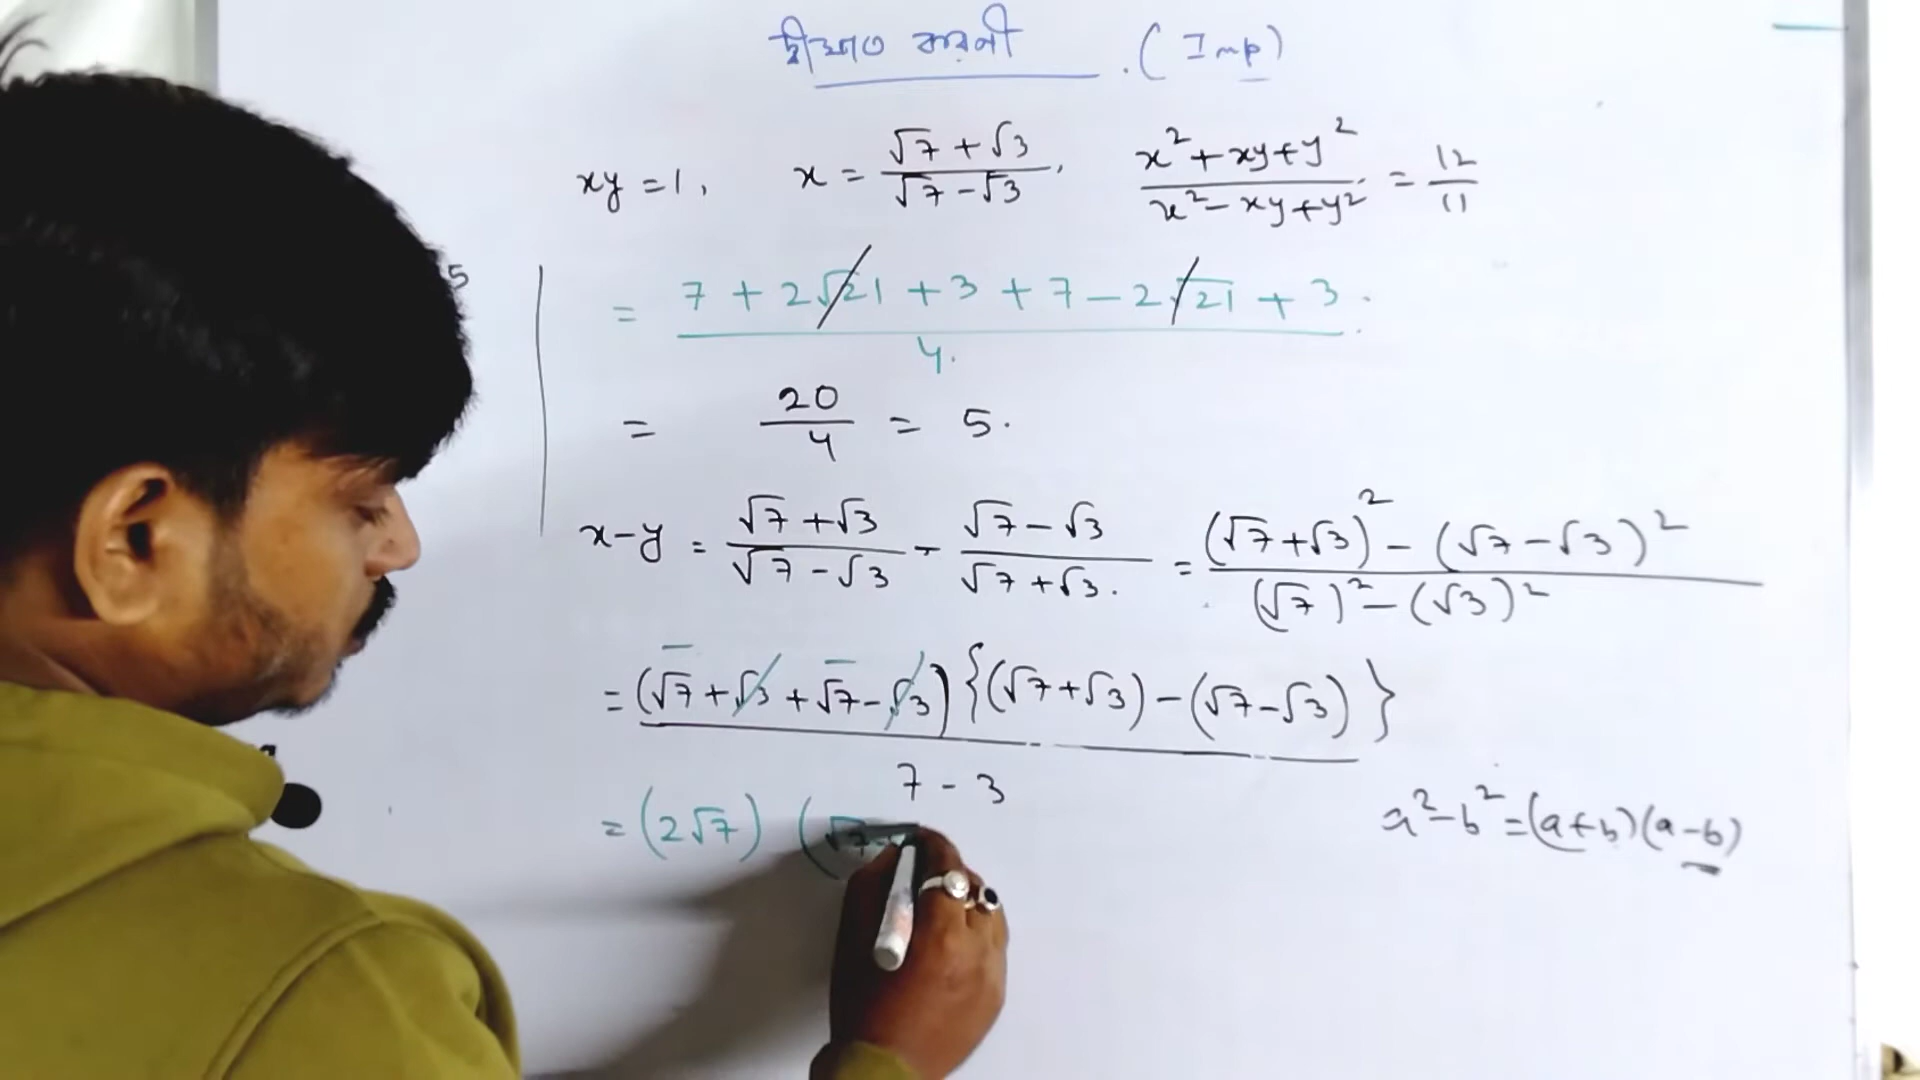 দ্বিঘাত করণী . (Imp)
xy = 1, x = (√7 + √3)/(√7 - √3), (x² + xy + y²)/(x² - xy + y²) = 12/11
5
= (7 + 2√21 + 3 + 7 - 2√21 + 3)/4.
= 20/4 = 5.
x - y = (√7 + √3)/(√7 - √3) - (√7 - √3)/(√7 + √3). = ((√7 + √3)² - (√7 - √3)²)/((√7)² - (√3)²)
= (√7 + √3 + √7 - √3) {(√7 + √3) - (√7 - √3)}/(7 - 3)
= (2√7) (√7
a² - b² = (a + b)(a - b)